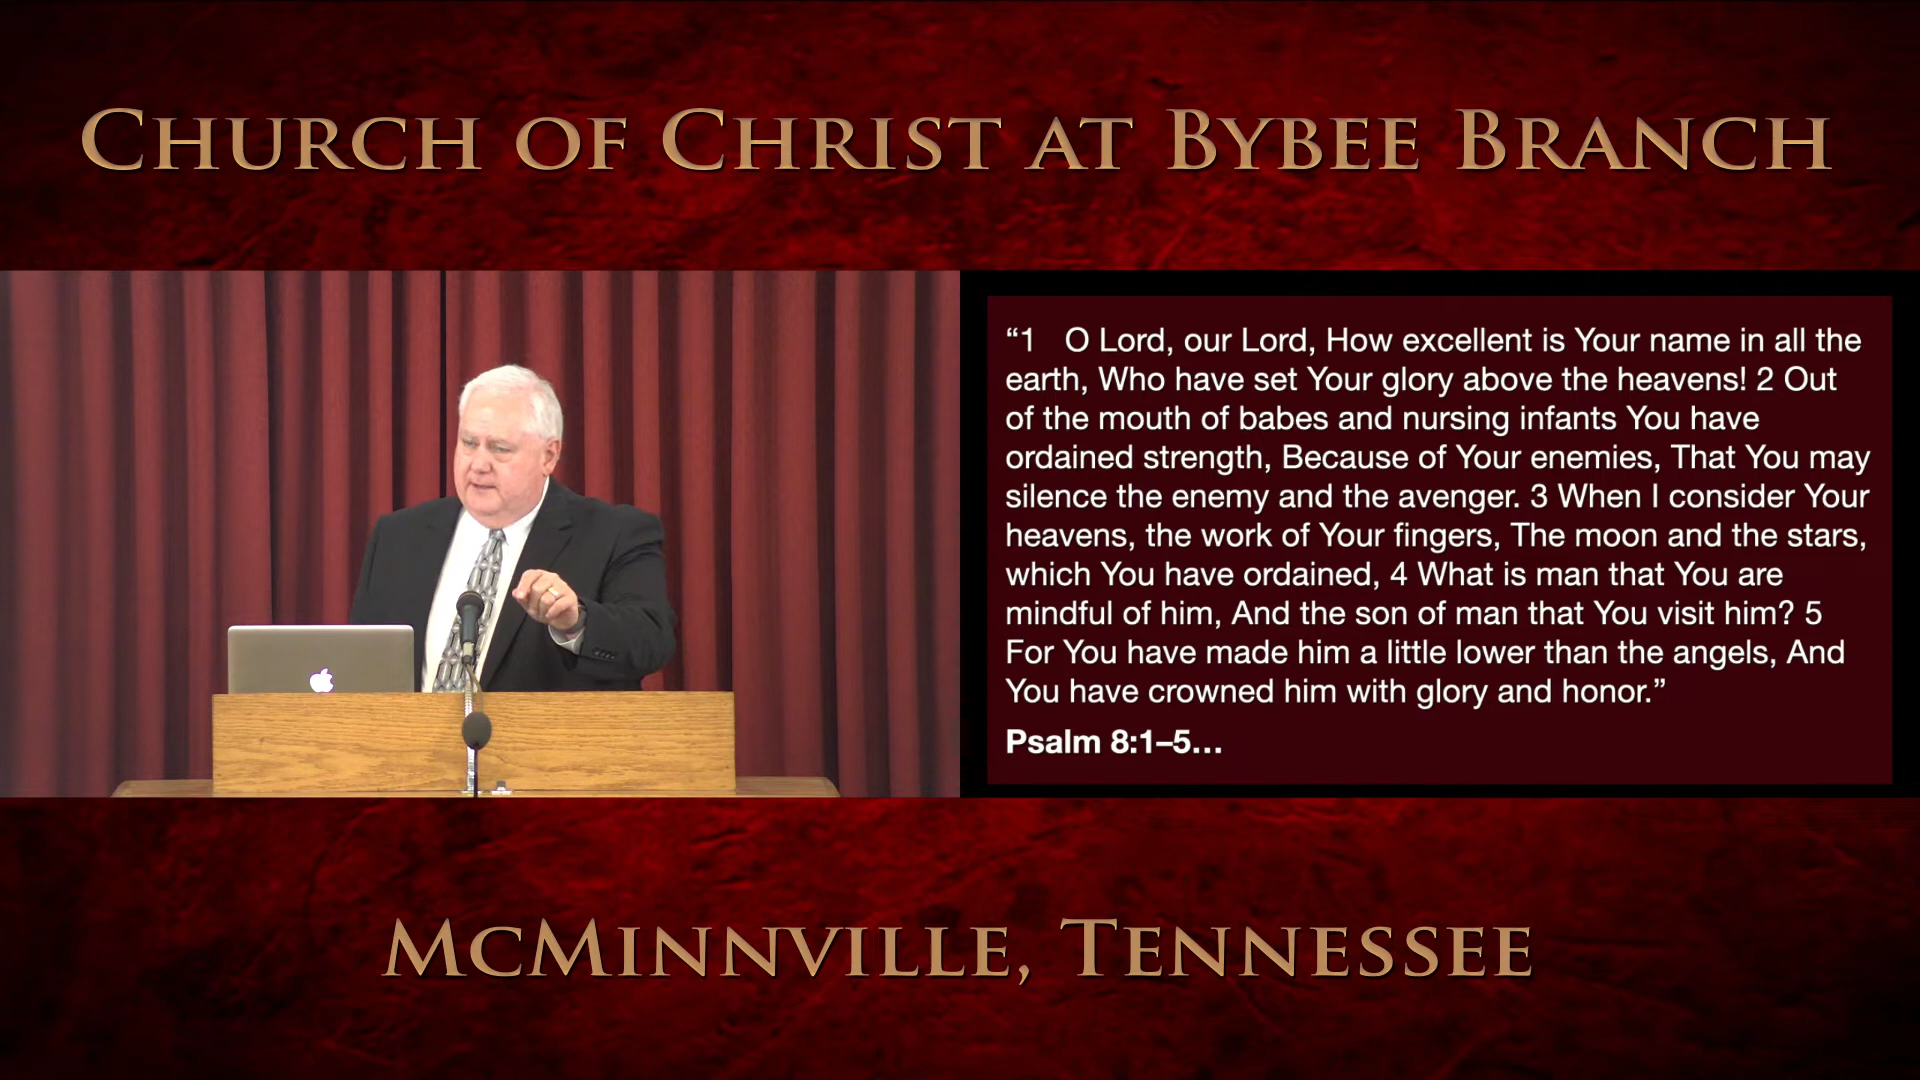 Church of Christ at Bybee Branch
“1 O Lord, our Lord, How excellent is Your name in all the
earth, Who have set Your glory above the heavens! 2 Out
of the mouth of babes and nursing infants You have
ordained strength, Because of Your enemies, That You may
silence the enemy and the avenger. 3 When I consider Your
heavens, the work of Your fingers, The moon and the stars,
which You have ordained, 4 What is man that You are
mindful of him, And the son of man that You visit him? 5
For You have made him a little lower than the angels, And
You have crowned him with glory and honor.”
Psalm 8:1–5...
McMinnville, Tennessee